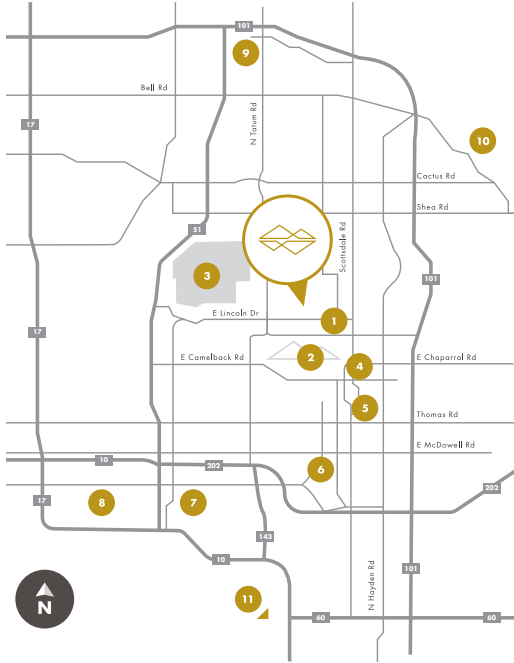 101
9
Bell Rd
17
N Tatum Rd
10
Cactus Rd
Shea Rd
51
Scottsdale Rd
3
101
E Lincoln Dr
1
17
E Camelback Rd
2
4
E Chaparral Rd
5
Thomas Rd
E McDowell Rd
10
202
6
202
17
8
7
143
10
N Hayden Rd
101
N
11
60
60